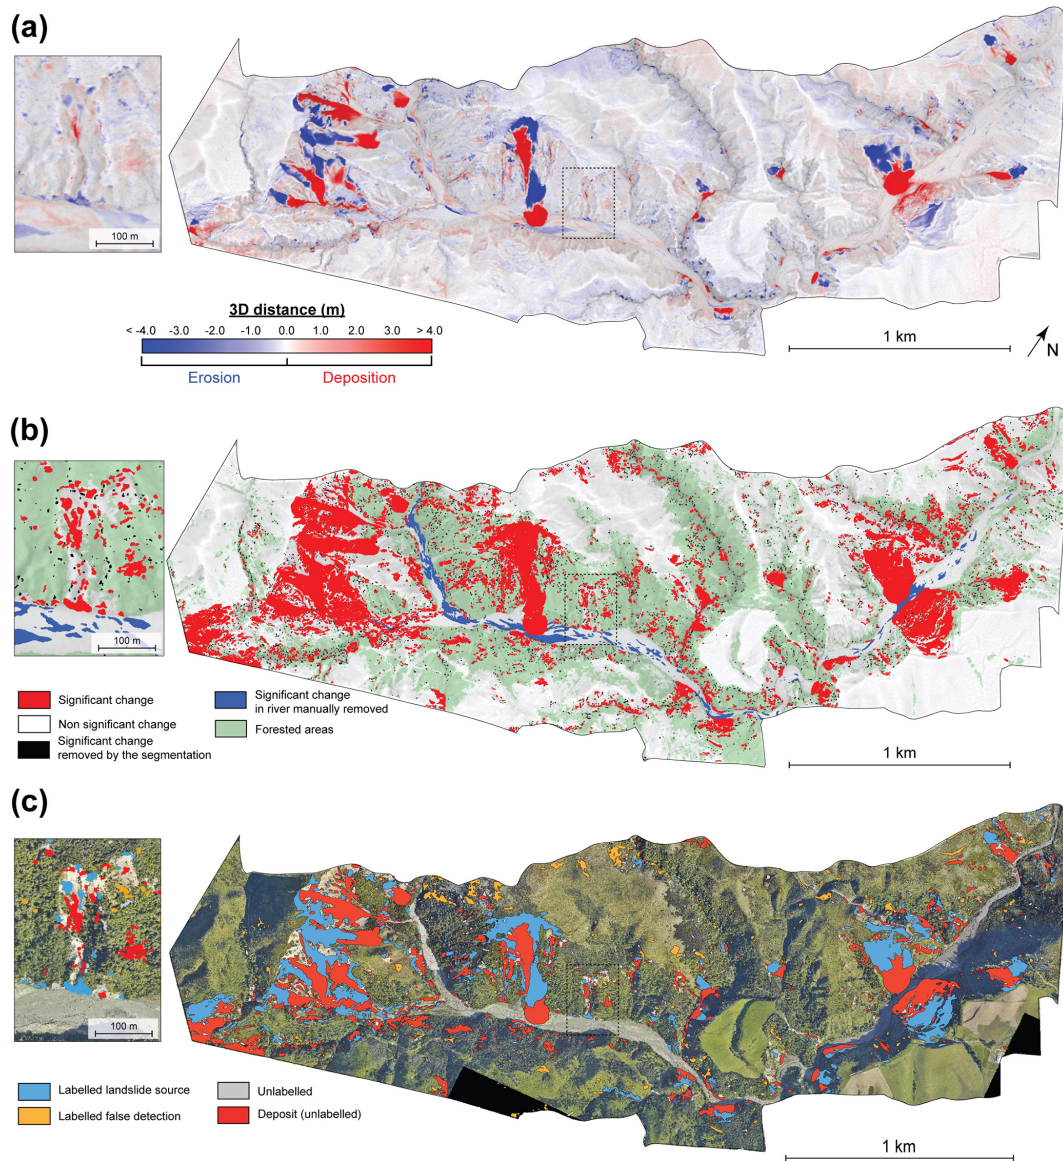 (a)
100 m
3D distance (m)
< -4.0 -3.0 -2.0 -1.0 0.0 1.0 2.0 3.0 > 4.0
Erosion Deposition
1 km
N
(b)
100 m
Significant change
Non significant change
Significant change
removed by the segmentation
Significant change
in river manually removed
Forested areas
1 km
(c)
100 m
Labelled landslide source
Labelled false detection
Unlabelled
Deposit (unlabelled)
1 km